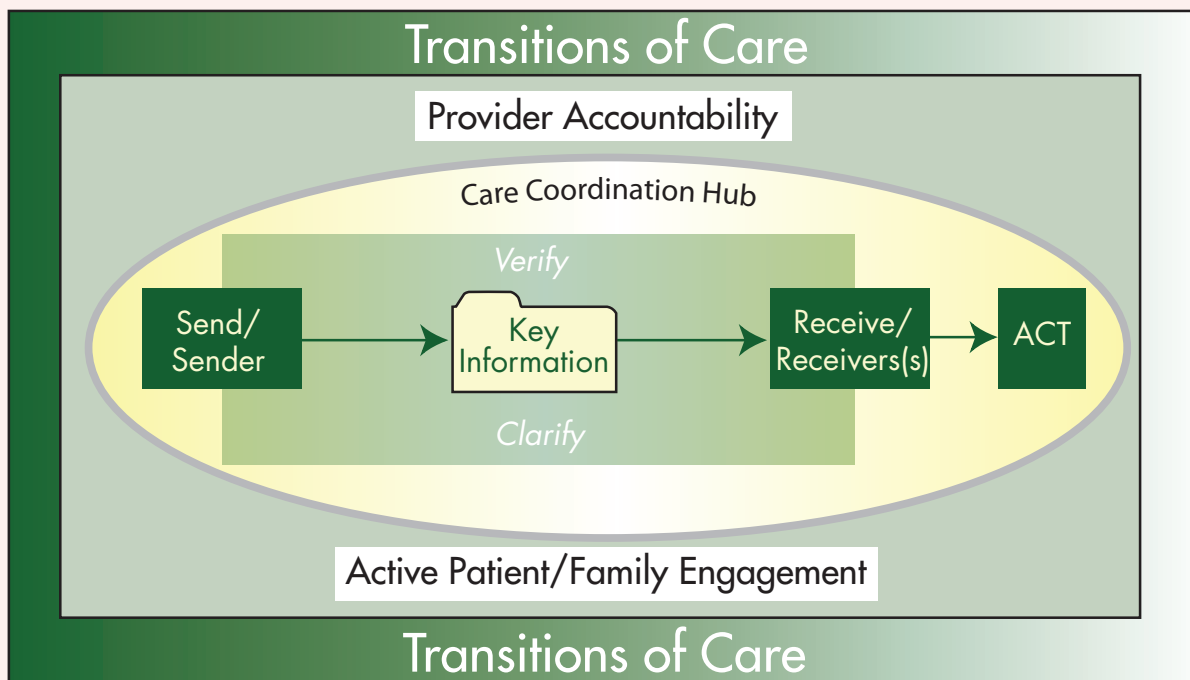 Transitions of Care
Provider Accountability
Care Coordination Hub
Verify
Send/
Sender
Key
Information
Receive/
Receivers(s)
ACT
Clarify
Active Patient/Family Engagement
Transitions of Care